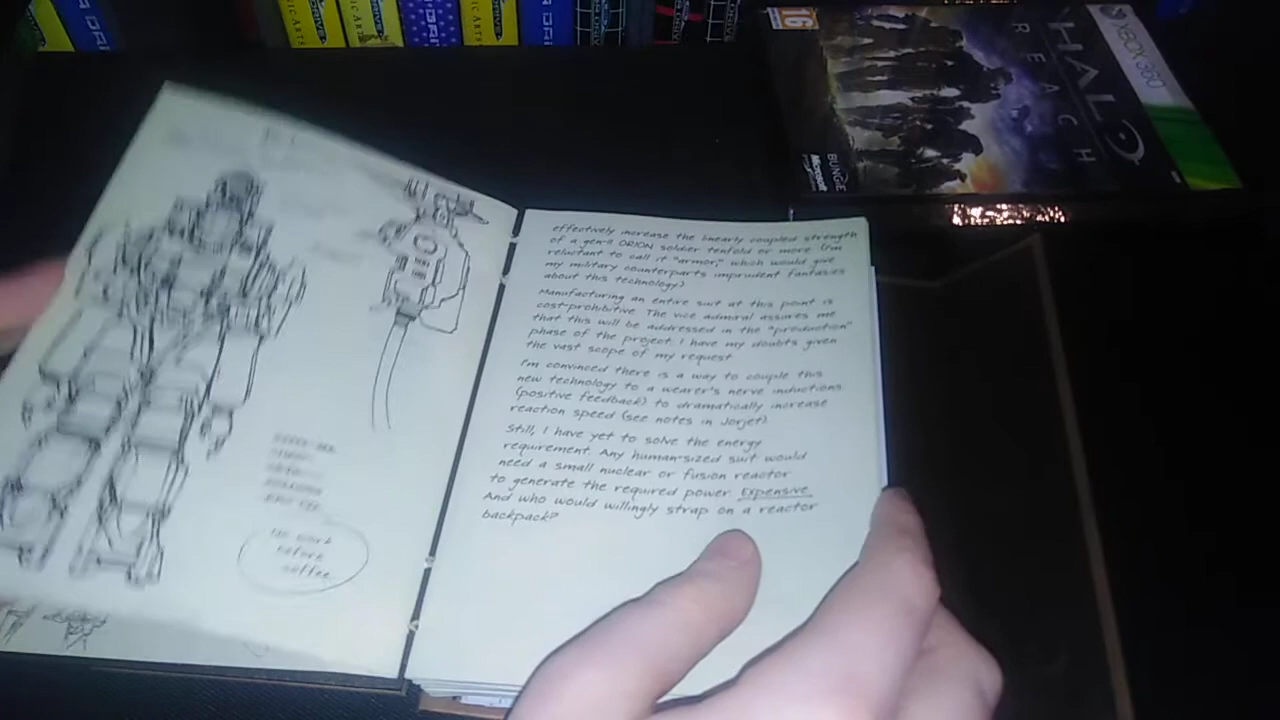 HALO
REACH
XBOX 360
BUNGiE
Microsoft
16
no work
before
coffee
effectively increase the linearly coupled strength
of a gen-II ORION soldier tenfold or more. (I'm
reluctant to call it "armor," which would give
my military counterparts imprudent fantasies
about this technology.)
Manufacturing an entire suit at this point is
cost-prohibitive. The vice admiral assures me
that this will be addressed in the "production"
phase of the project. I have my doubts given
the vast scope of my request.
I'm convinced there is a way to couple this
new technology to a wearer's nerve inductions
(positive feedback) to dramatically increase
reaction speed (see notes in Jorjet).
Still, I have yet to solve the energy
requirement. Any human-sized suit would
need a small nuclear or fusion reactor
to generate the required power. Expensive.
And who would willingly strap on a reactor
backpack?